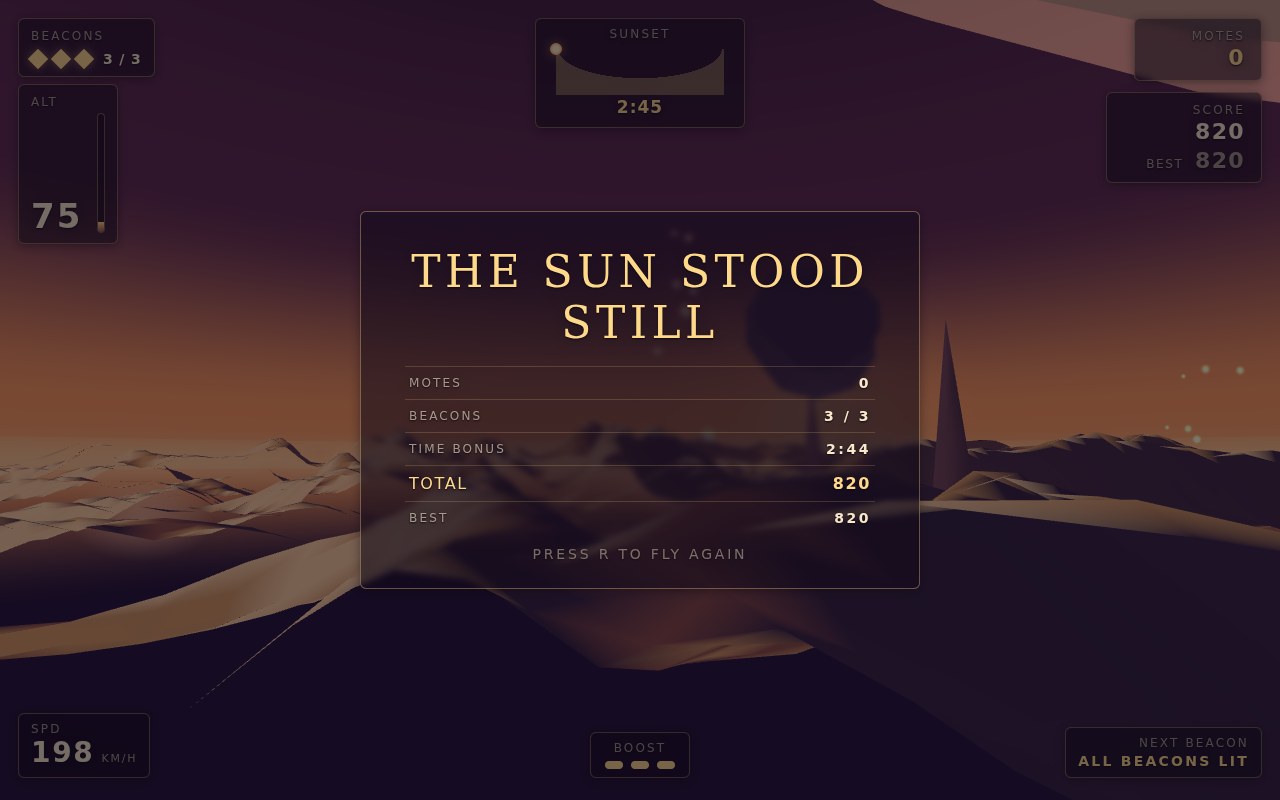 BEACONS
3 / 3
ALT
75
SUNSET
2:45
MOTES
0
SCORE
820
BEST 820
THE SUN STOOD
STILL
MOTES 0
BEACONS 3 / 3
TIME BONUS 2:44
TOTAL 820
BEST 820
PRESS R TO FLY AGAIN
SPD
198 KM/H
BOOST
NEXT BEACON
ALL BEACONS LIT